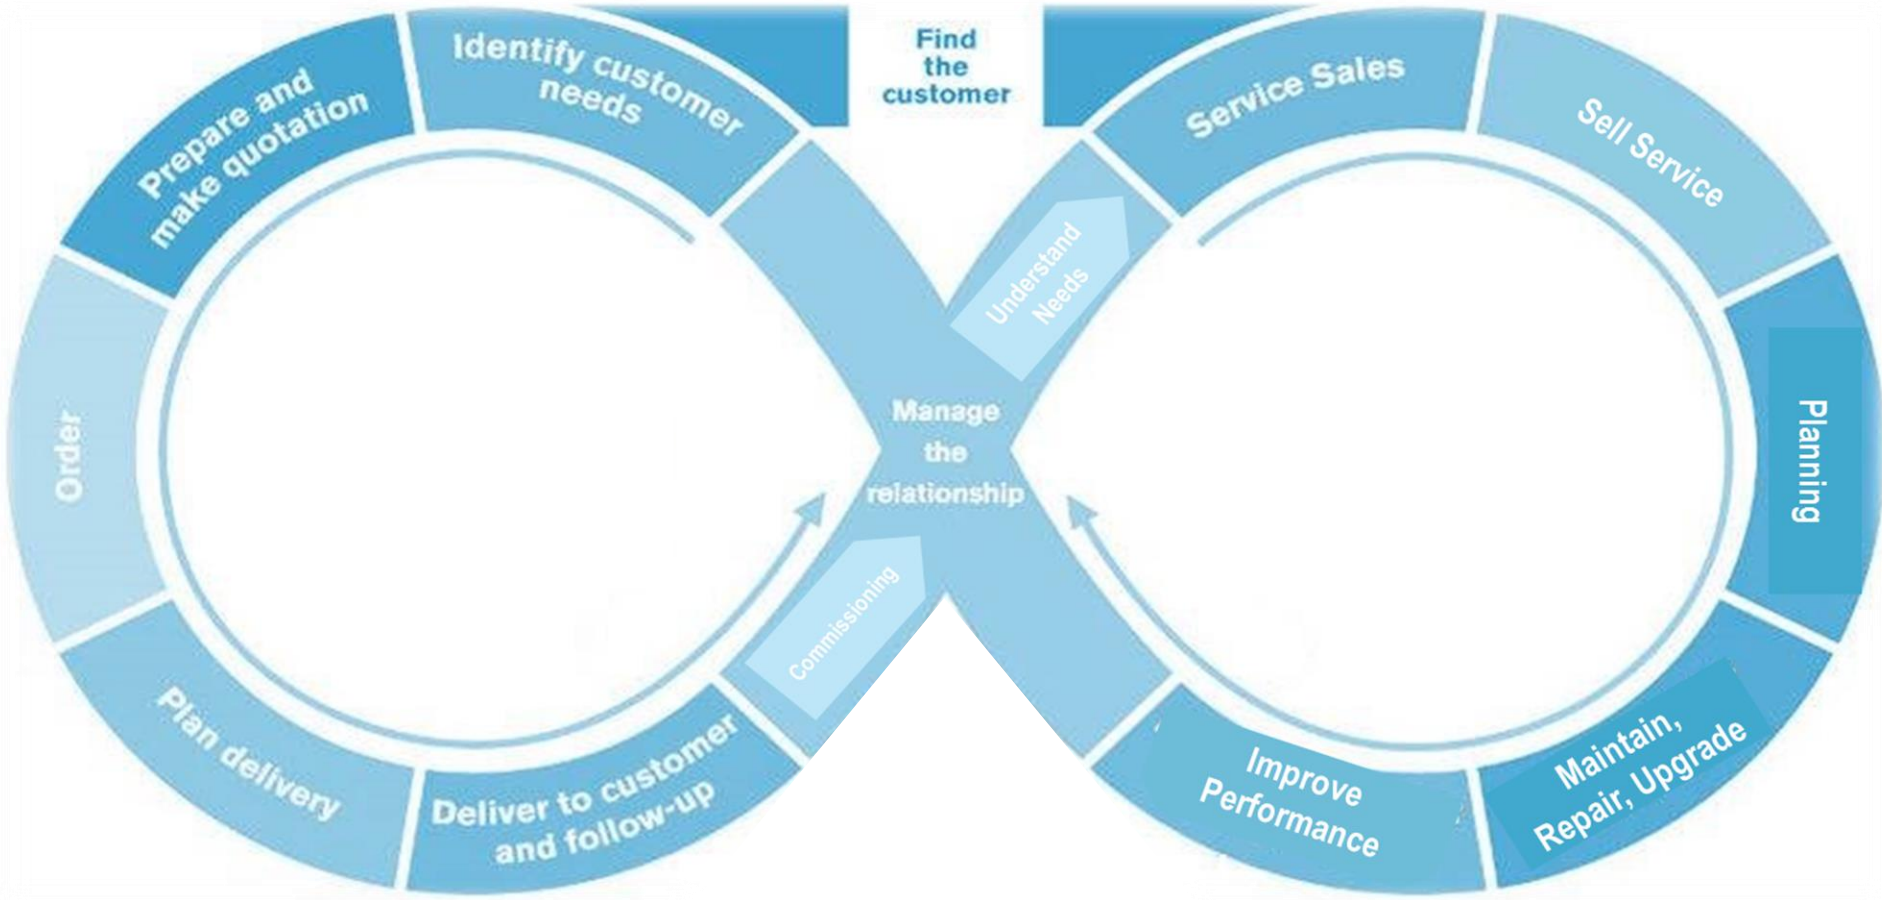 Find
the
customer
Identify customer
needs
Prepare and
make quotation
Order
Plan delivery
Deliver to customer
and follow-up
Commissioning
Manage
the
relationship
Understand
Needs
Service Sales
Sell Service
Planning
Maintain,
Repair, Upgrade
Improve
Performance